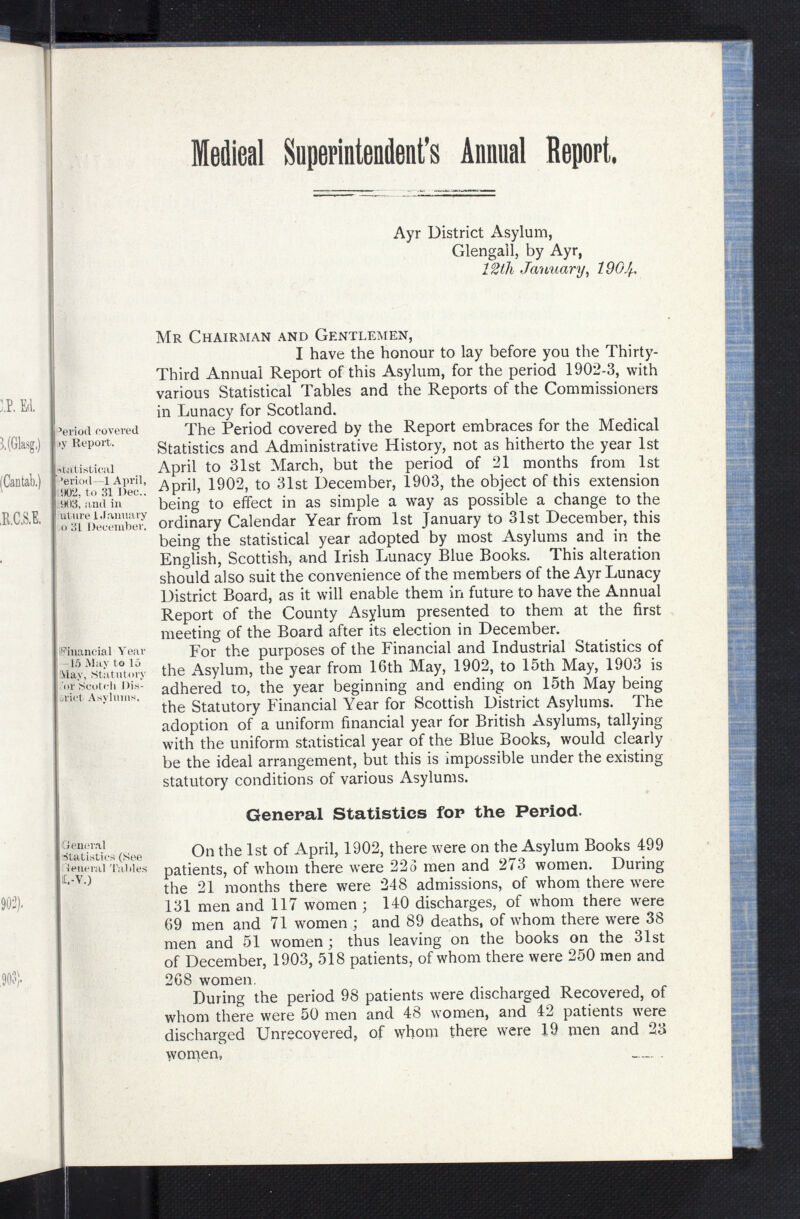 Medical Superintendent's Annual Report.
Ayr District Asylum,
Glengall, by Ayr,
12th January, 1904.
Mr Chairman and Gentlemen,
I have the honour to lay before you the Thirty-
Third Annual Report of this Asylum, for the period 1902-3, with
various Statistical Tables and the Reports of the Commissioners
in Lunacy for Scotland.
Period covered
by Report.
Statistical
Period—1 April,
1902, to 31 Dec.,
1903, and in
future 1 January
to 31 December.
The Period covered by the Report embraces for the Medical
Statistics and Administrative History, not as hitherto the year 1st
April to 31st March, but the period of 21 months from 1st
April, 1902, to 31st December, 1903, the object of this extension
being to effect in as simple a way as possible a change to the
ordinary Calendar Year from 1st January to 31st December, this
being the statistical year adopted by most Asylums and in the
English, Scottish, and Irish Lunacy Blue Books. This alteration
should also suit the convenience of the members of the Ayr Lunacy
District Board, as it will enable them in future to have the Annual
Report of the County Asylum presented to them at the first
meeting of the Board after its election in December.
Financial Year
—15 May to 15
May, Statutory
for Scotch Dis-
trict Asylums.
For the purposes of the Financial and Industrial Statistics of
the Asylum, the year from 16th May, 1902, to 15th May, 1903 is
adhered to, the year beginning and ending on 15th May being
the Statutory Financial Year for Scottish District Asylums. The
adoption of a uniform financial year for British Asylums, tallying
with the uniform statistical year of the Blue Books, would clearly
be the ideal arrangement, but this is impossible under the existing
statutory conditions of various Asylums.
General Statistics for the Period.
General
Statistics (See
General Tables
I.-V.)
On the 1st of April, 1902, there were on the Asylum Books 499
patients, of whom there were 226 men and 273 women. During
the 21 months there were 248 admissions, of whom there were
131 men and 117 women ; 140 discharges, of whom there were
69 men and 71 women ; and 89 deaths, of whom there were 38
men and 51 women ; thus leaving on the books on the 31st
of December, 1903, 518 patients, of whom there were 250 men and
268 women.
During the period 98 patients were discharged Recovered, of
whom there were 50 men and 48 women, and 42 patients were
discharged Unrecovered, of whom there were 19 men and 23
women,
.P. Ed.
(Glasg.)
(Cantab.)
.R.C.S.E.
902).
903).